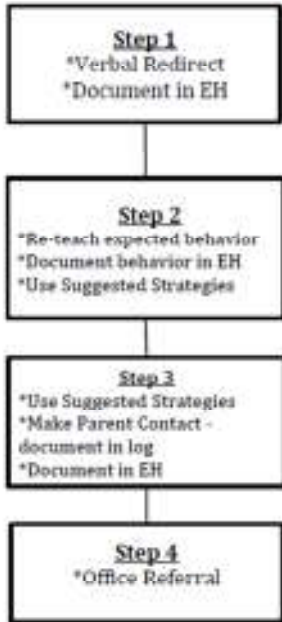 Step 1
*Verbal Redirect
*Document in EH
Step 2
*Re-teach expected behavior
*Document behavior in EH
*Use Suggested Strategies
Step 3
*Use Suggested Strategies
*Make Parent Contact -
document in log
*Document in EH
Step 4
*Office Referral